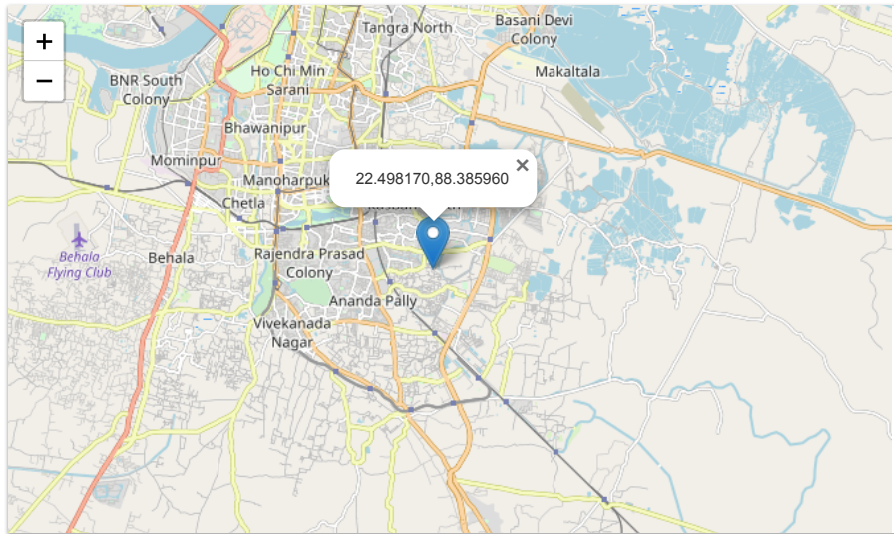 +
−
Tangra North
Basani Devi
Colony
BNR South
Colony
Ho Chi Min
Sarani
Makaltala
Bhawanipur
Mominpur
Manoharpuk
22.498170,88.385960
×
Chetla
Behala
Flying Club
Behala
Rajendra Prasad
Colony
Ananda Pally
Vivekanada
Nagar